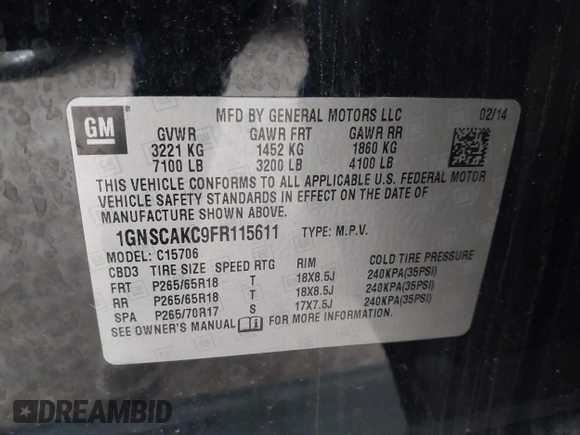 GM
MFD BY GENERAL MOTORS LLC 02/14
GVWR GAWR FRT GAWR RR
3221 KG 1452 KG 1860 KG
7100 LB 3200 LB 4100 LB
THIS VEHICLE CONFORMS TO ALL APPLICABLE U.S. FEDERAL MOTOR
VEHICLE SAFETY STANDARDS IN EFFECT ON THE DATE OF
MANUFACTURE SHOWN ABOVE.
1GNSCAKC9FR115611 TYPE: M.P.V.
MODEL: C15706
CBD3 TIRE SIZE SPEED RTG RIM COLD TIRE PRESSURE
FRT P265/65R18 T 18X8.5J 240KPA(35PSI)
RR P265/65R18 T 18X8.5J 240KPA(35PSI)
SPA P265/70R17 S 17X7.5J 240KPA(35PSI)
SEE OWNER'S MANUAL FOR MORE INFORMATION.
DREAMBID